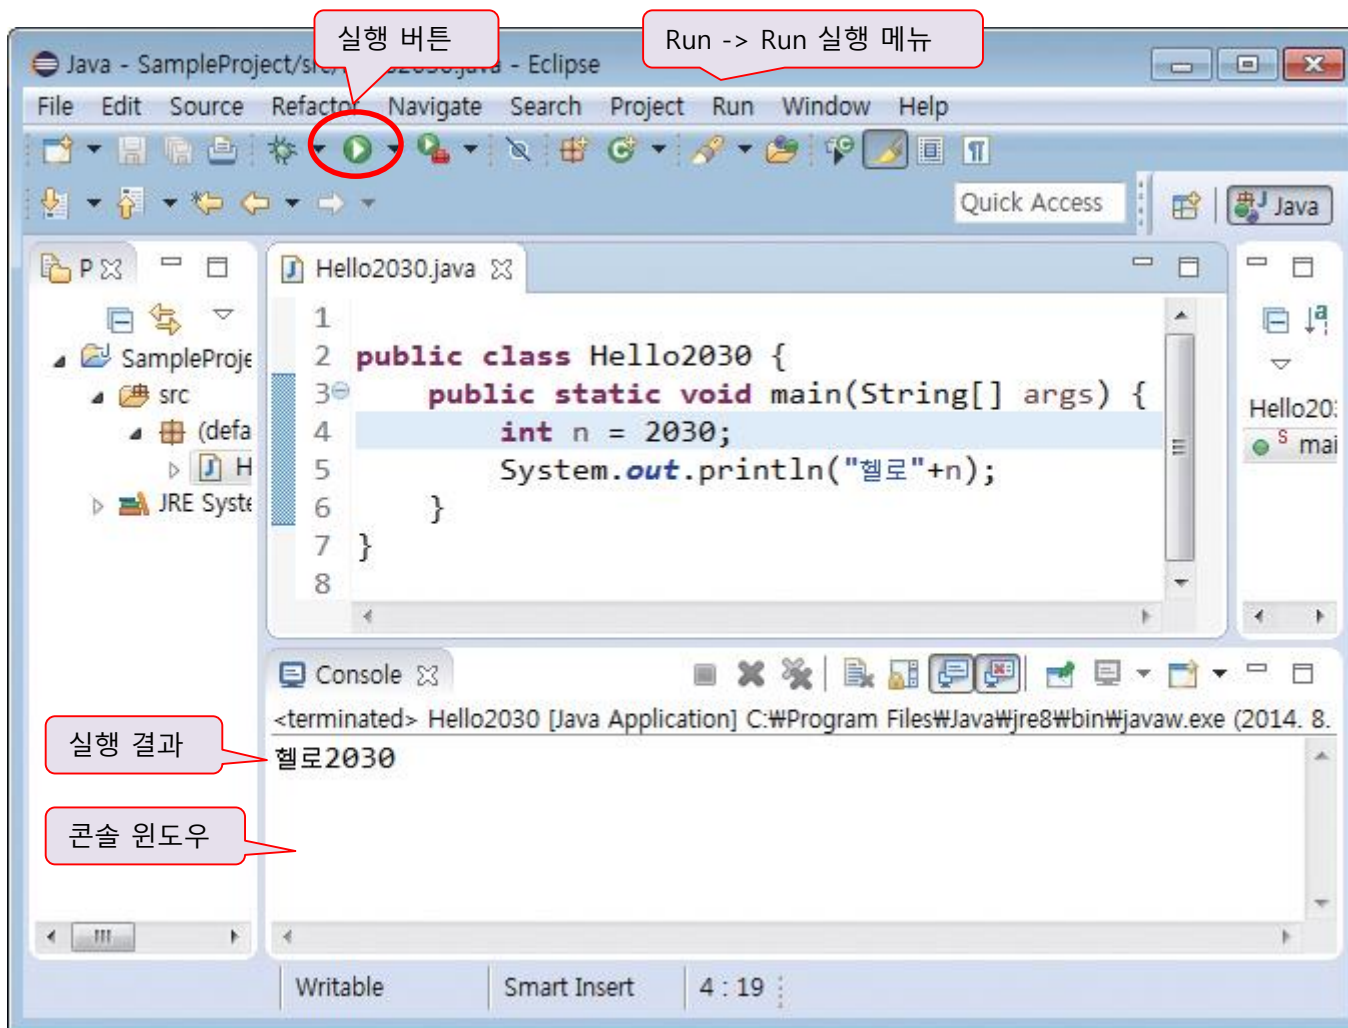 실행 버튼
Run -> Run 실행 메뉴
Java - SampleProject/src/Hello2030.java - Eclipse
File Edit Source Refactor Navigate Search Project Run Window Help
Quick Access
Java
P
Hello2030.java
SampleProje
src
(defa
H
JRE Syste
1
2 public class Hello2030 {
3 public static void main(String[] args) {
4 int n = 2030;
5 System.out.println("헬로"+n);
6 }
7 }
8
Hello20
S mai
Console
<terminated> Hello2030 [Java Application] C:₩Program Files₩Java₩jre8₩bin₩javaw.exe (2014. 8.
실행 결과
헬로2030
콘솔 윈도우
Writable Smart Insert 4 : 19